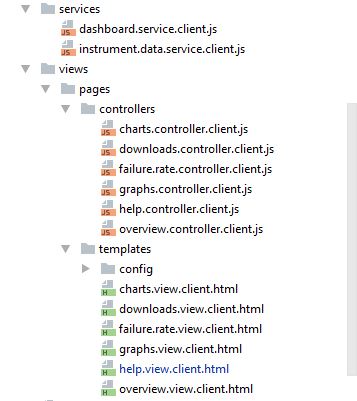 services
dashboard.service.client.js
instrument.data.service.client.js
views
pages
controllers
charts.controller.client.js
downloads.controller.client.js
failure.rate.controller.client.js
graphs.controller.client.js
help.controller.client.js
overview.controller.client.js
templates
config
charts.view.client.html
downloads.view.client.html
failure.rate.view.client.html
graphs.view.client.html
help.view.client.html
overview.view.client.html